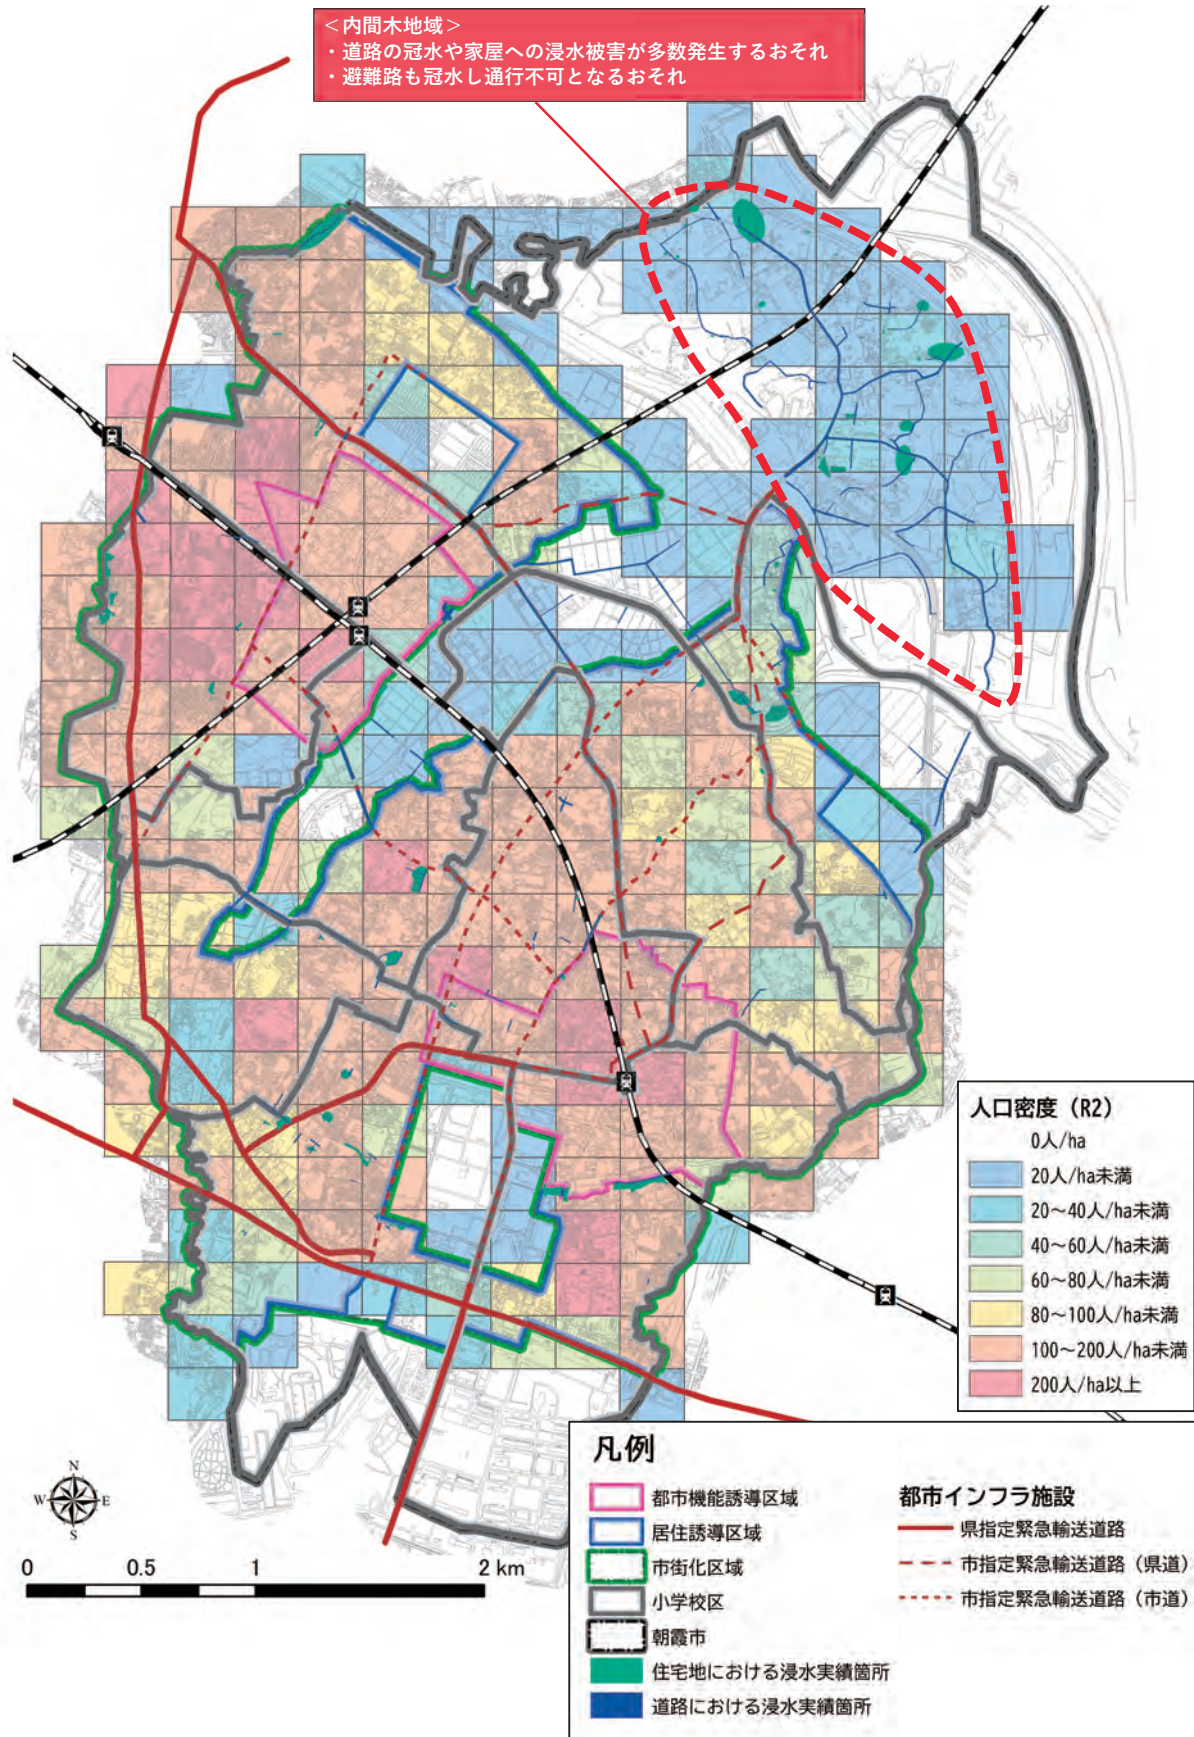 ＜内間木地域＞
・道路の冠水や家屋への浸水被害が多数発生するおそれ
・避難路も冠水し通行不可となるおそれ
人口密度（R2）
0人/ha
20人/ha未満
20～40人/ha未満
40～60人/ha未満
60～80人/ha未満
80～100人/ha未満
100～200人/ha未満
200人/ha以上
凡例
都市機能誘導区域
居住誘導区域
市街化区域
小学校区
朝霞市
住宅地における浸水実績箇所
道路における浸水実績箇所
都市インフラ施設
県指定緊急輸送道路
市指定緊急輸送道路（県道）
市指定緊急輸送道路（市道）
N
W E
S
0 0.5 1 2 km